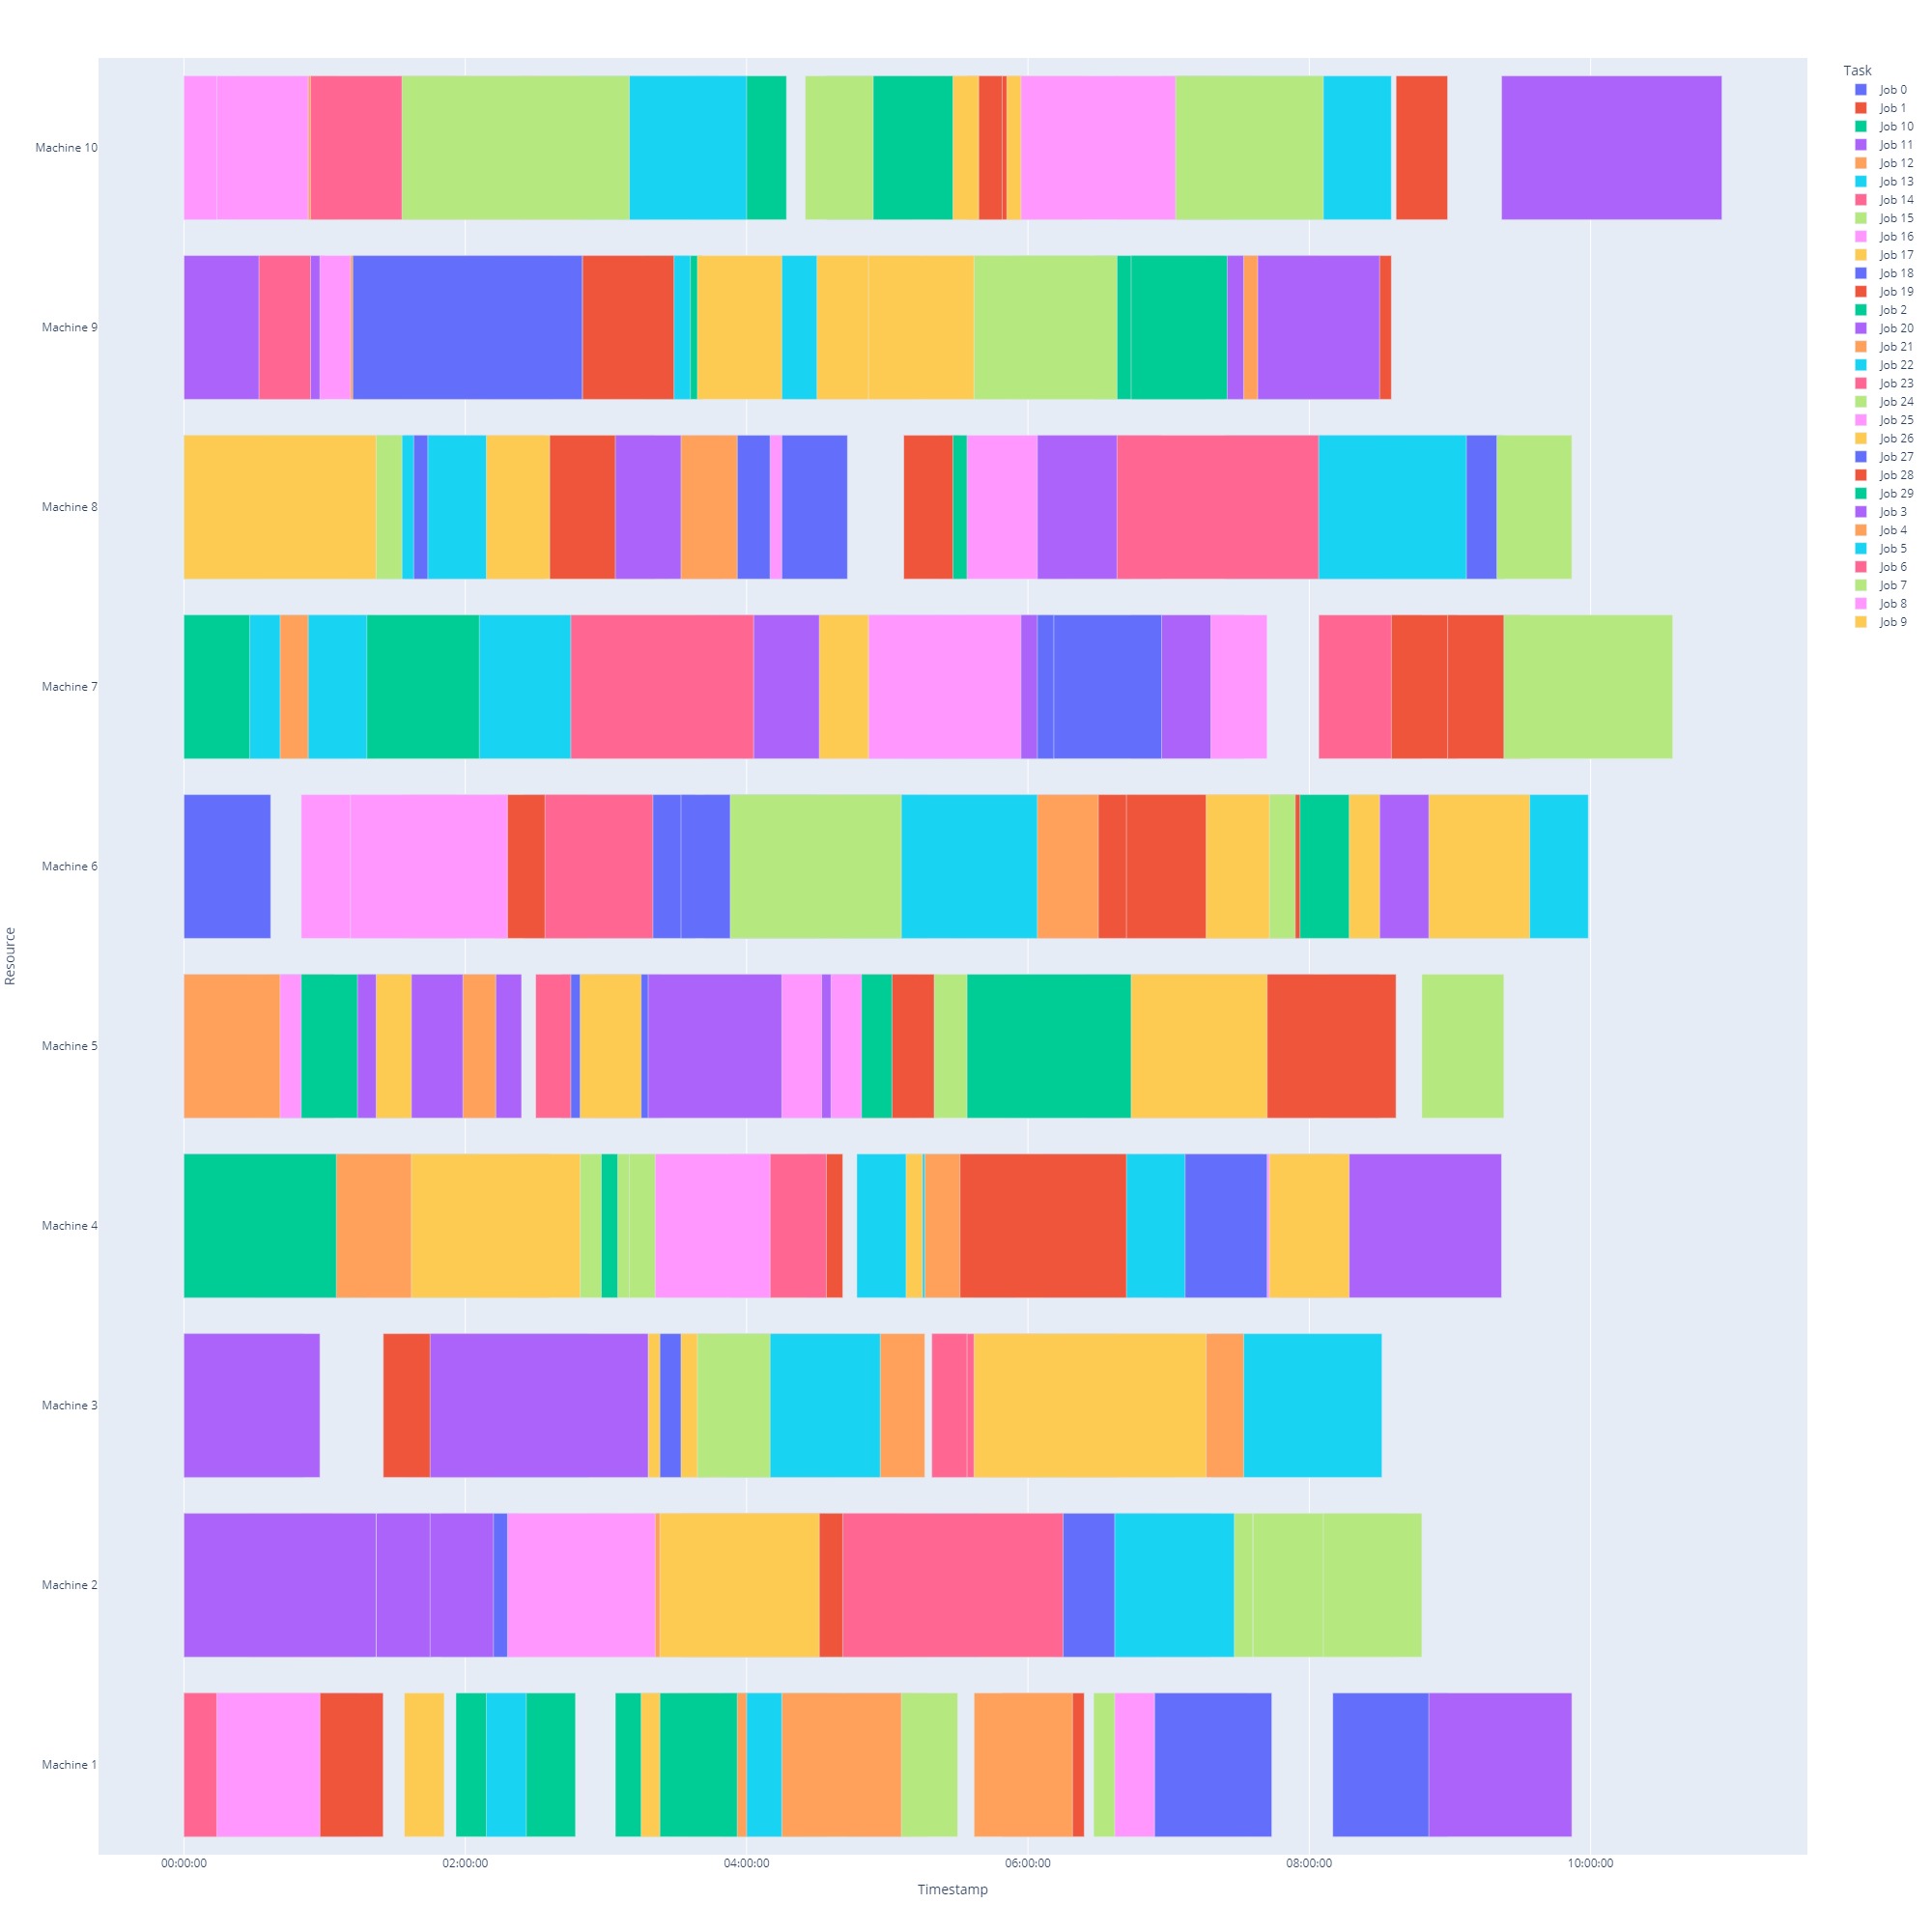 Machine 10
Machine 9
Machine 8
Machine 7
Machine 6
Machine 5
Machine 4
Machine 3
Machine 2
Machine 1
Resource
00:00:00
02:00:00
04:00:00
06:00:00
08:00:00
10:00:00
Timestamp
Task
Job 0
Job 1
Job 10
Job 11
Job 12
Job 13
Job 14
Job 15
Job 16
Job 17
Job 18
Job 19
Job 2
Job 20
Job 21
Job 22
Job 23
Job 24
Job 25
Job 26
Job 27
Job 28
Job 29
Job 3
Job 4
Job 5
Job 6
Job 7
Job 8
Job 9